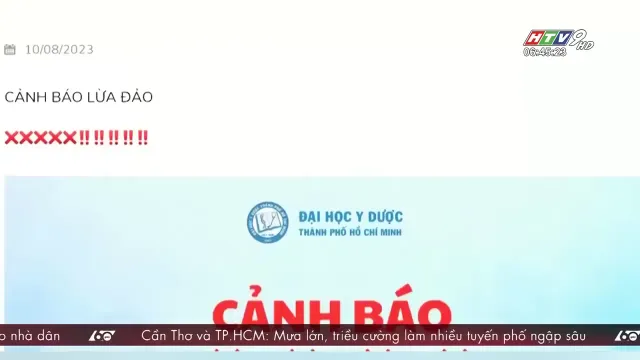 10/08/2023
HTV9 HD
06:45:23
CẢNH BÁO LỪA ĐẢO
❌❌❌❌❌‼️‼️‼️‼️‼️
ĐẠI HỌC Y DƯỢC
THÀNH PHỐ HỒ CHÍ MINH
CẢNH BÁO
nhà dân
60 Cần Thơ và TP.HCM: Mưa lớn, triều cường làm nhiều tuyến phố ngập sâu 60